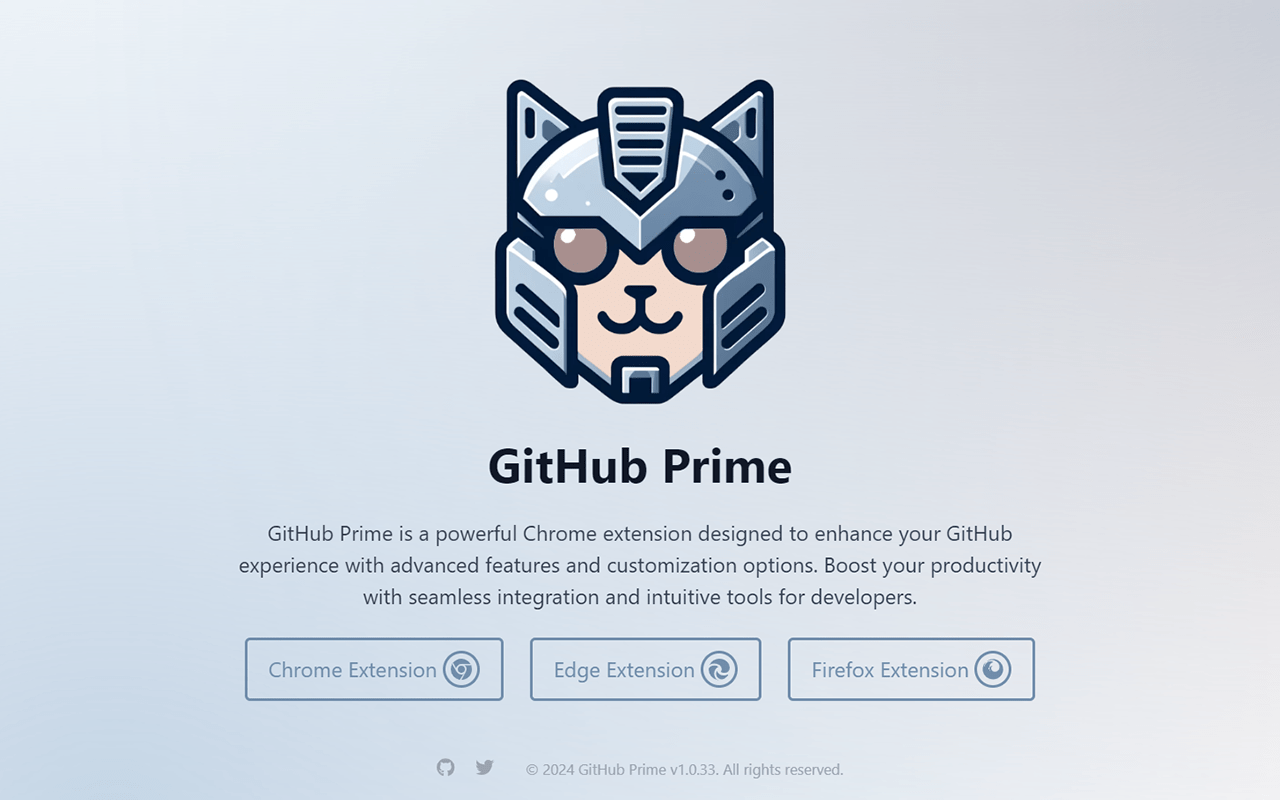 GitHub Prime
GitHub Prime is a powerful Chrome extension designed to enhance your GitHub
experience with advanced features and customization options. Boost your productivity
with seamless integration and intuitive tools for developers.
Chrome Extension
Edge Extension
Firefox Extension
© 2024 GitHub Prime v1.0.33. All rights reserved.